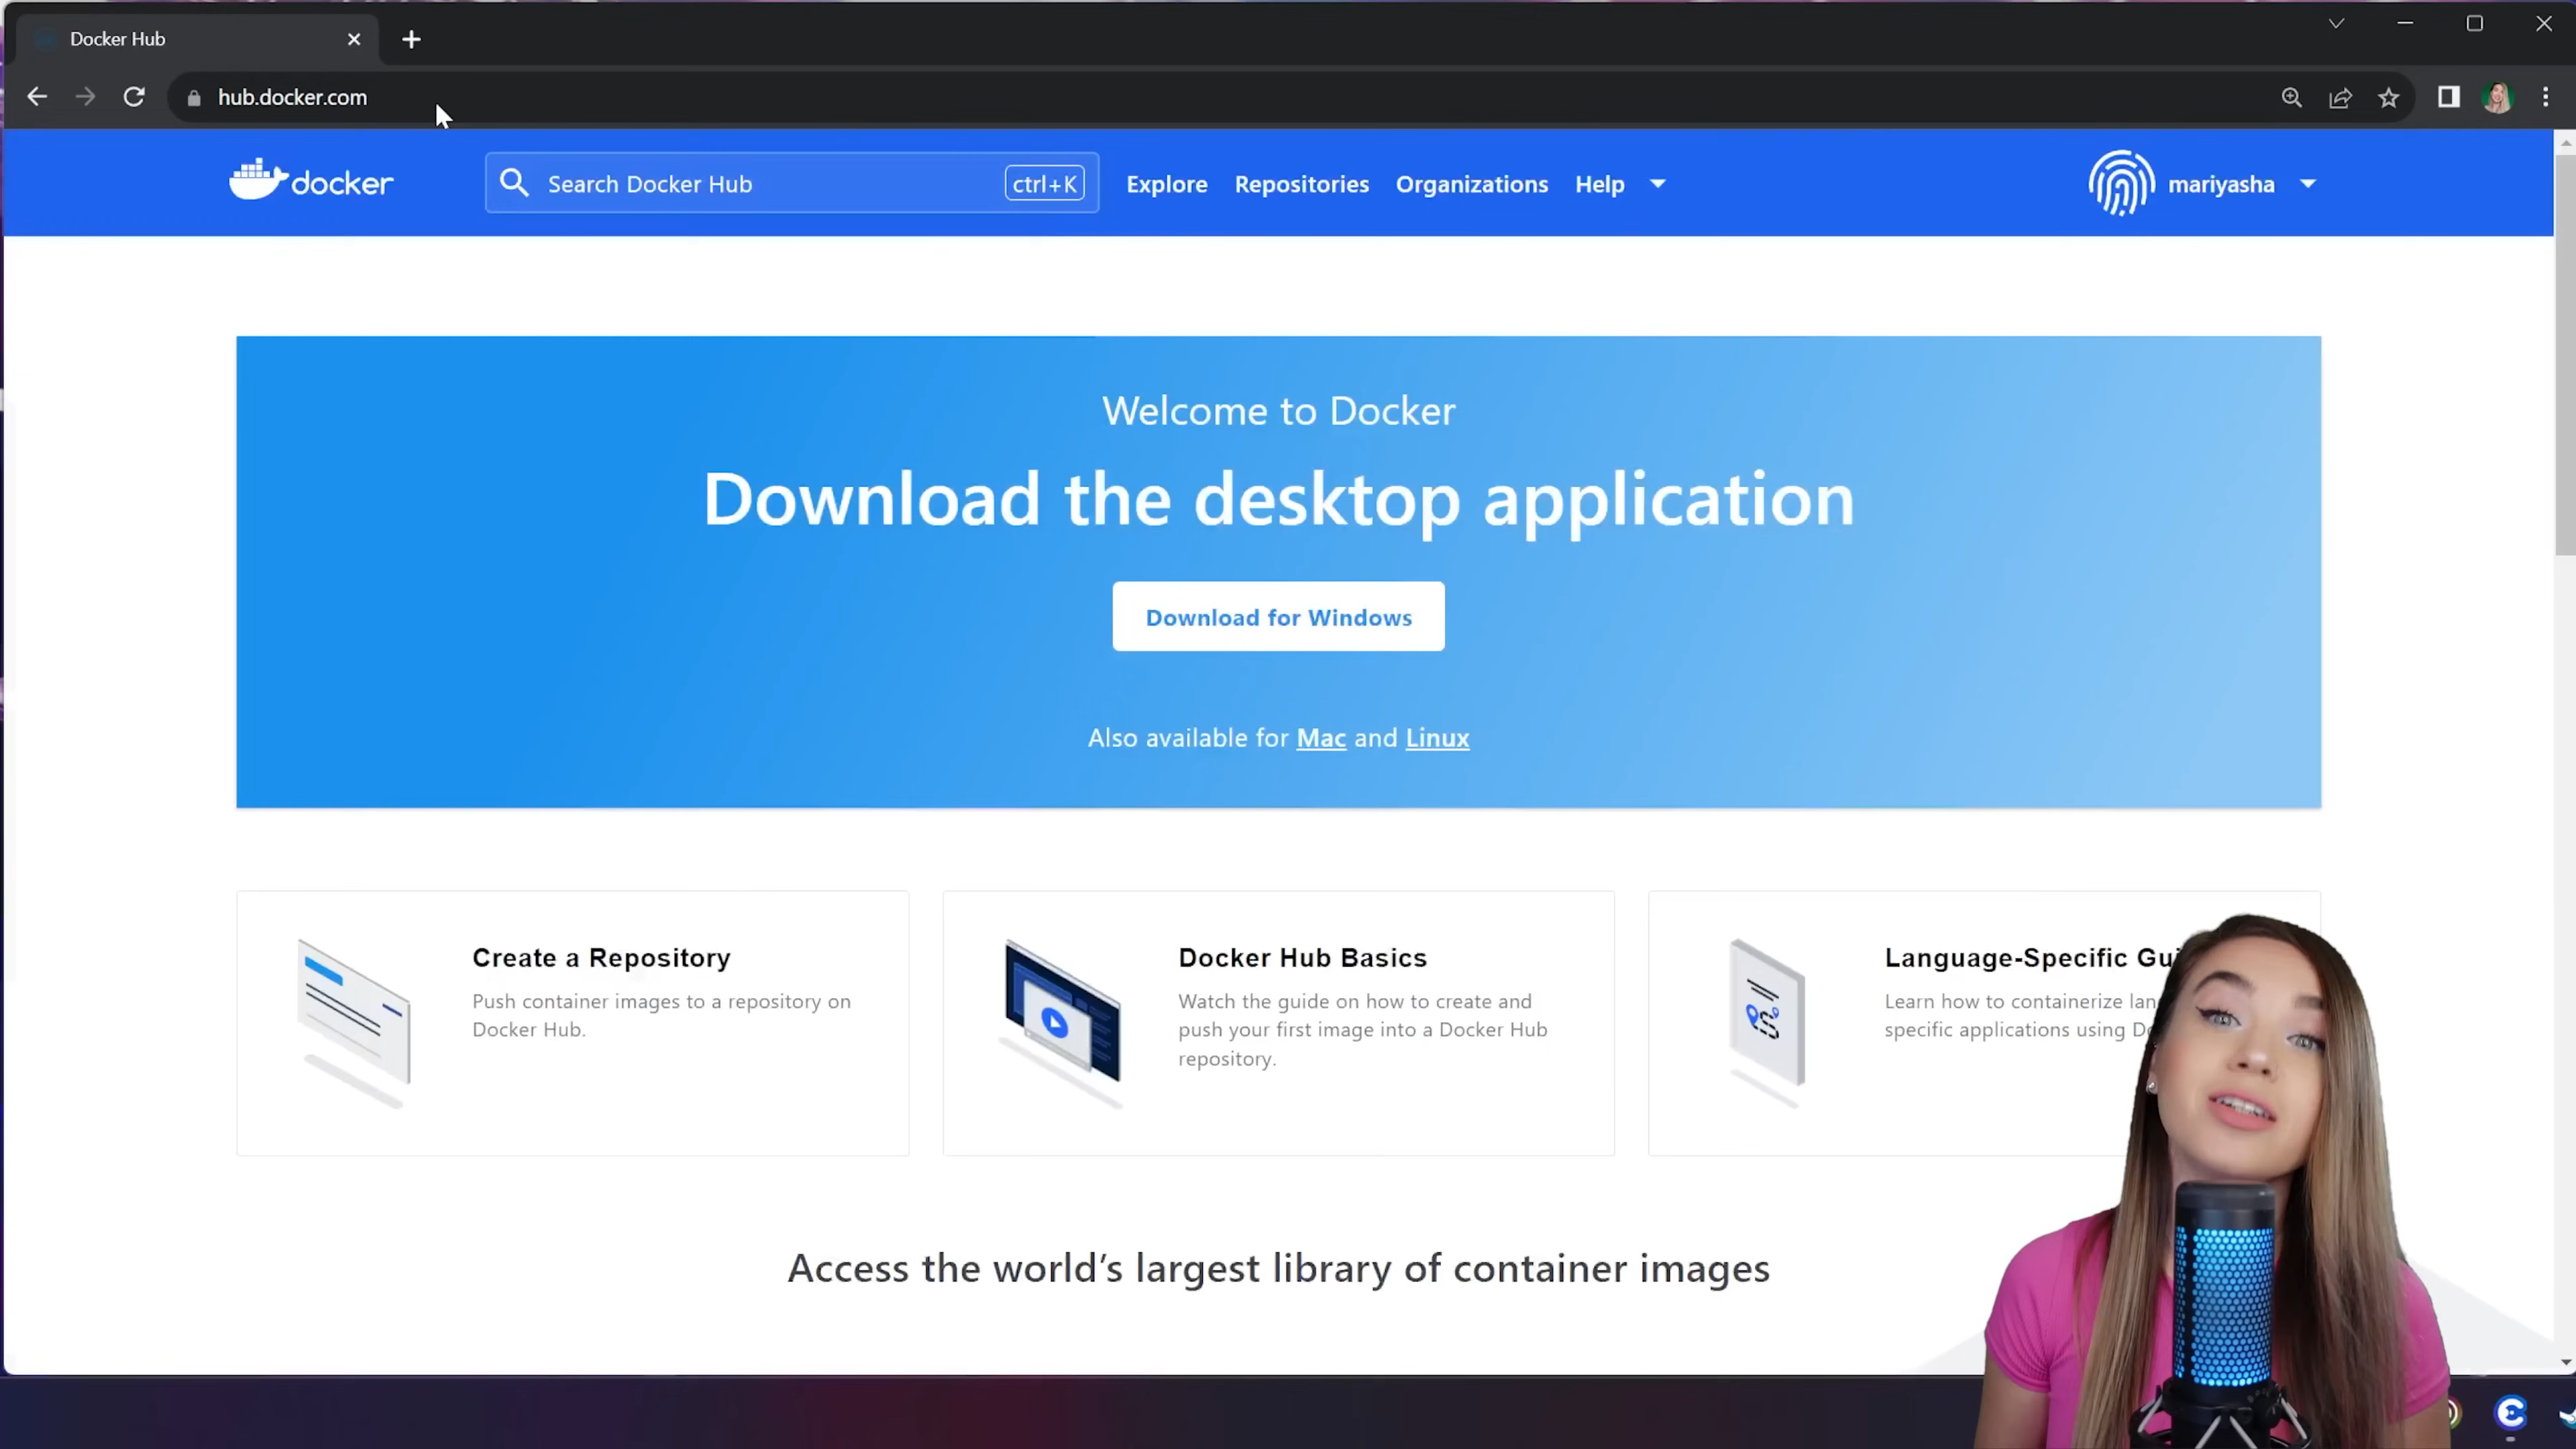 Docker Hub
hub.docker.com
docker
Search Docker Hub
ctrl+K
Explore
Repositories
Organizations
Help
mariyasha
Welcome to Docker
Download the desktop application
Download for Windows
Also available for Mac and Linux
Create a Repository
Push container images to a repository on
Docker Hub.
Docker Hub Basics
Watch the guide on how to create and
push your first image into a Docker Hub
repository.
Language-Specific
Learn how to containerize
specific applications using
Access the world's largest library of container images